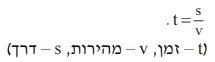 t = s/v .
(t – זמן, v – מהירות, s – דרך)